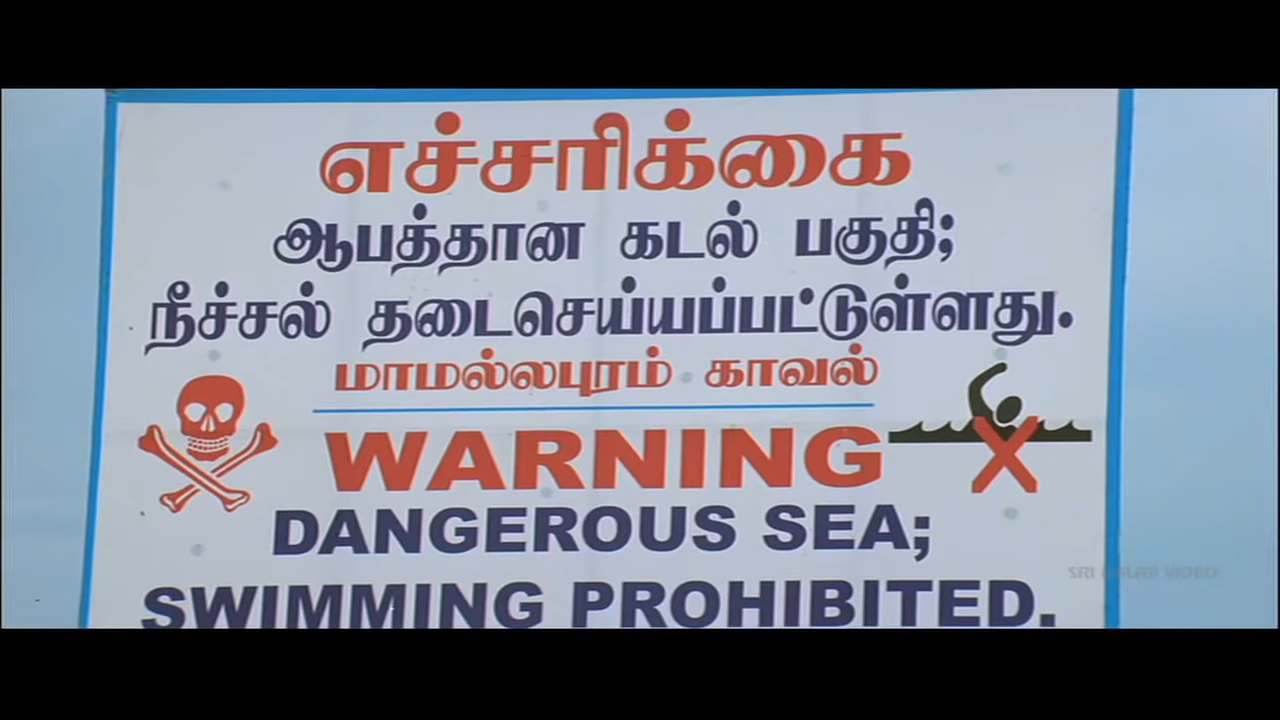 எச்சரிக்கை
ஆபத்தான கடல் பகுதி;
நீச்சல் தடைசெய்யப்பட்டுள்ளது.
மாமல்லபுரம் காவல்
WARNING
DANGEROUS SEA;
SWIMMING PROHIBITED.
SRI VIDEO